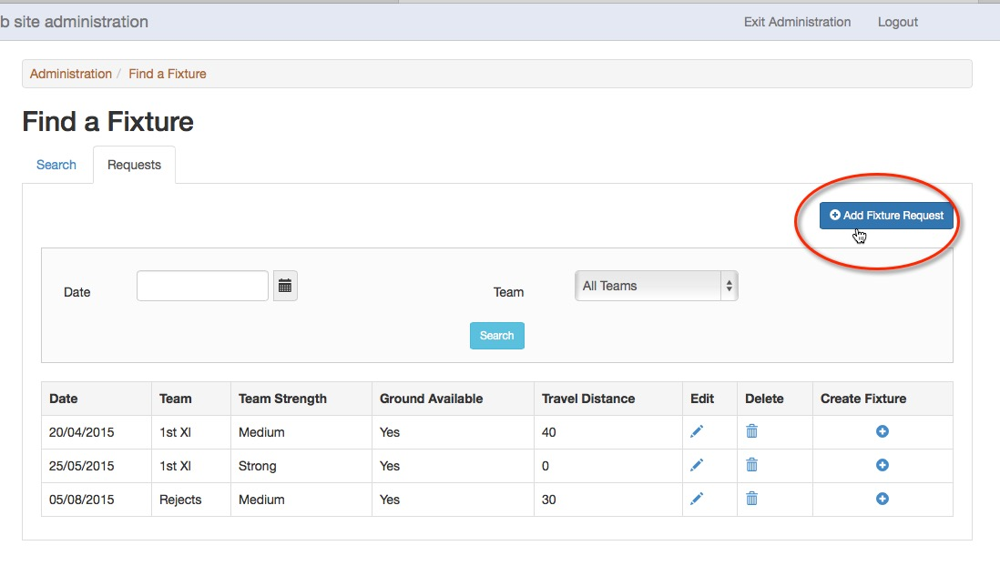 b site administration Exit Administration Logout
Administration / Find a Fixture
Find a Fixture
Search Requests
Add Fixture Request
Date Team All Teams
Search
Date Team Team Strength Ground Available Travel Distance Edit Delete Create Fixture
20/04/2015 1st XI Medium Yes 40
25/05/2015 1st XI Strong Yes 0
05/08/2015 Rejects Medium Yes 30